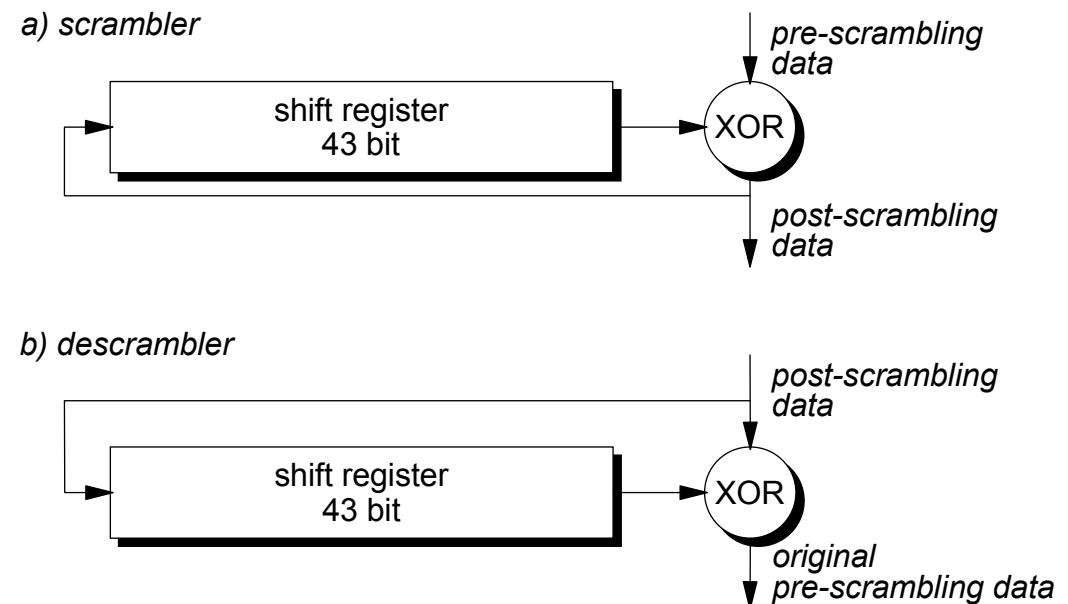 a) scrambler
pre-scrambling
data
shift register
43 bit
XOR
post-scrambling
data
b) descrambler
post-scrambling
data
shift register
43 bit
XOR
original
pre-scrambling data